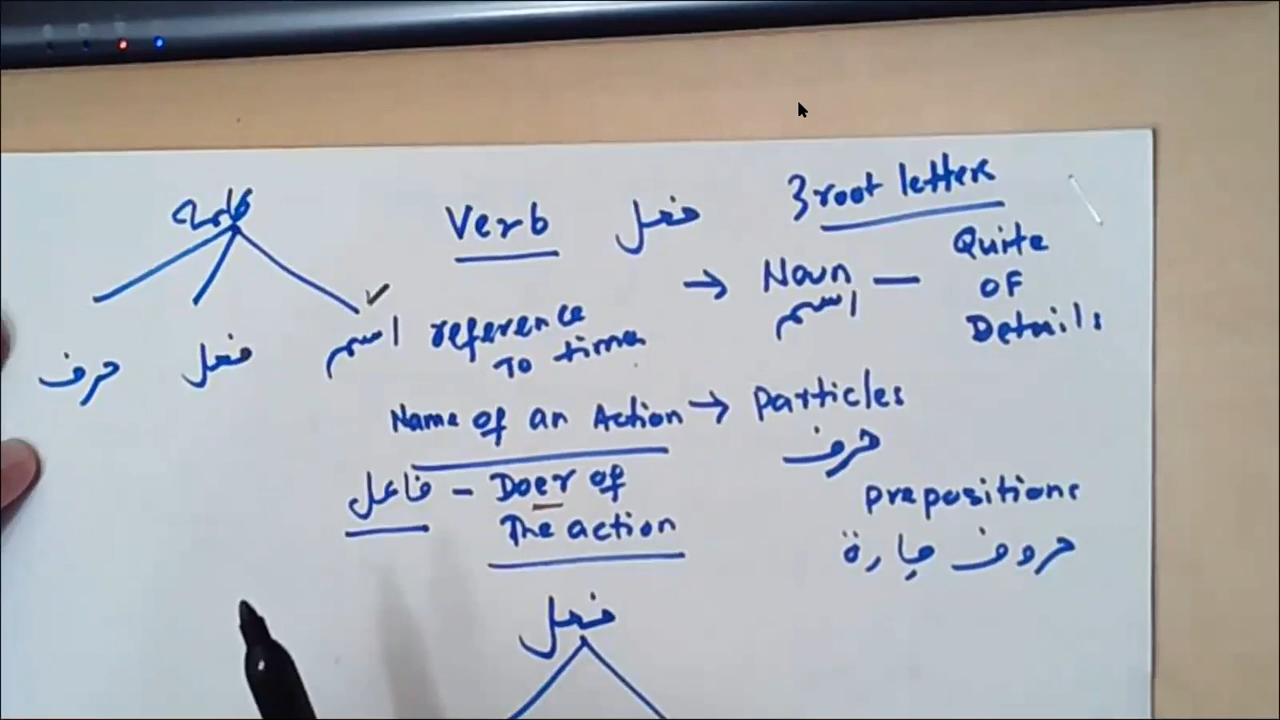 كلمة
اسم فعل حرف
Verb فعل
reference
To time
Name of an Action
فاعل - Doer of
The action
فعل
3 root letters
→ Noun — Quite
اسم
OF
Details
→ Particles
حرف
prepositions
حروف جارة